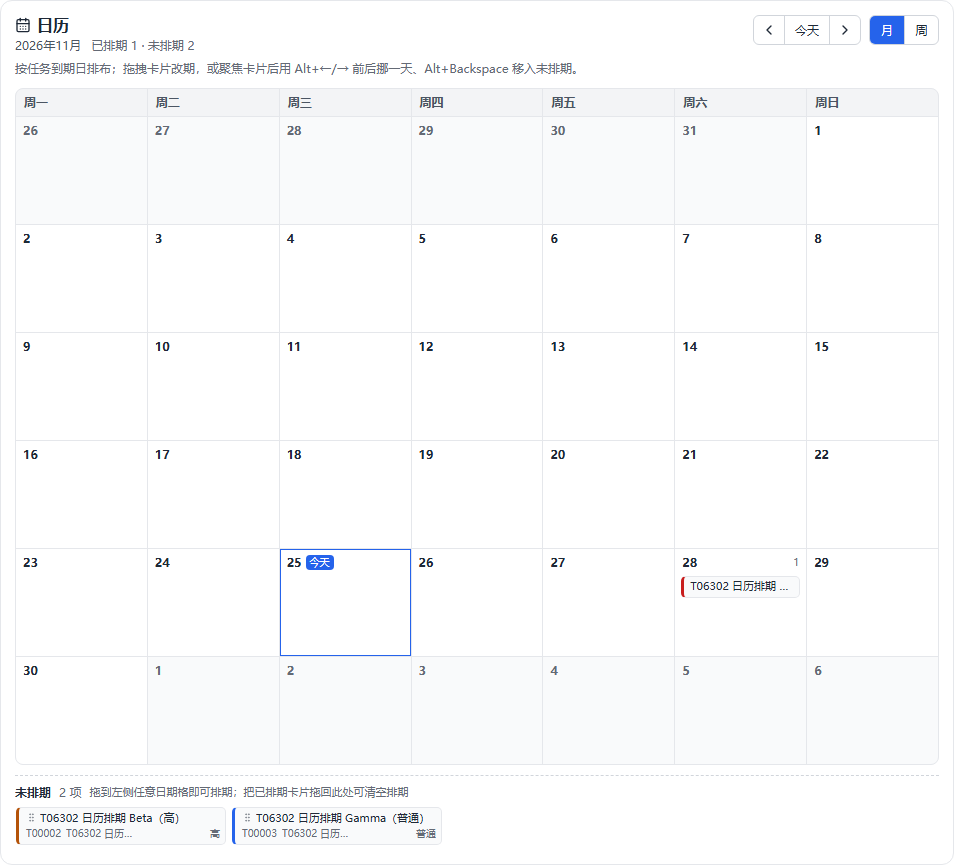 日历
2026年11月 已排期 1 · 未排期 2
今天
月 周
按任务到期日排布；拖拽卡片改期，或聚焦卡片后用 Alt+←/→ 前后挪一天、Alt+Backspace 移入未排期。
周一 周二 周三 周四 周五 周六 周日
26 27 28 29 30 31 1
2 3 4 5 6 7 8
9 10 11 12 13 14 15
16 17 18 19 20 21 22
23 24 25 今天 26 27 28 1 29
T06302 日历排期 ...
30 1 2 3 4 5 6
未排期 2 项 拖到左侧任意日期格即可排期；把已排期卡片拖回此处可清空排期
T06302 日历排期 Beta（高）
T00002 T06302 日历... 高
T06302 日历排期 Gamma（普通）
T00003 T06302 日历... 普通